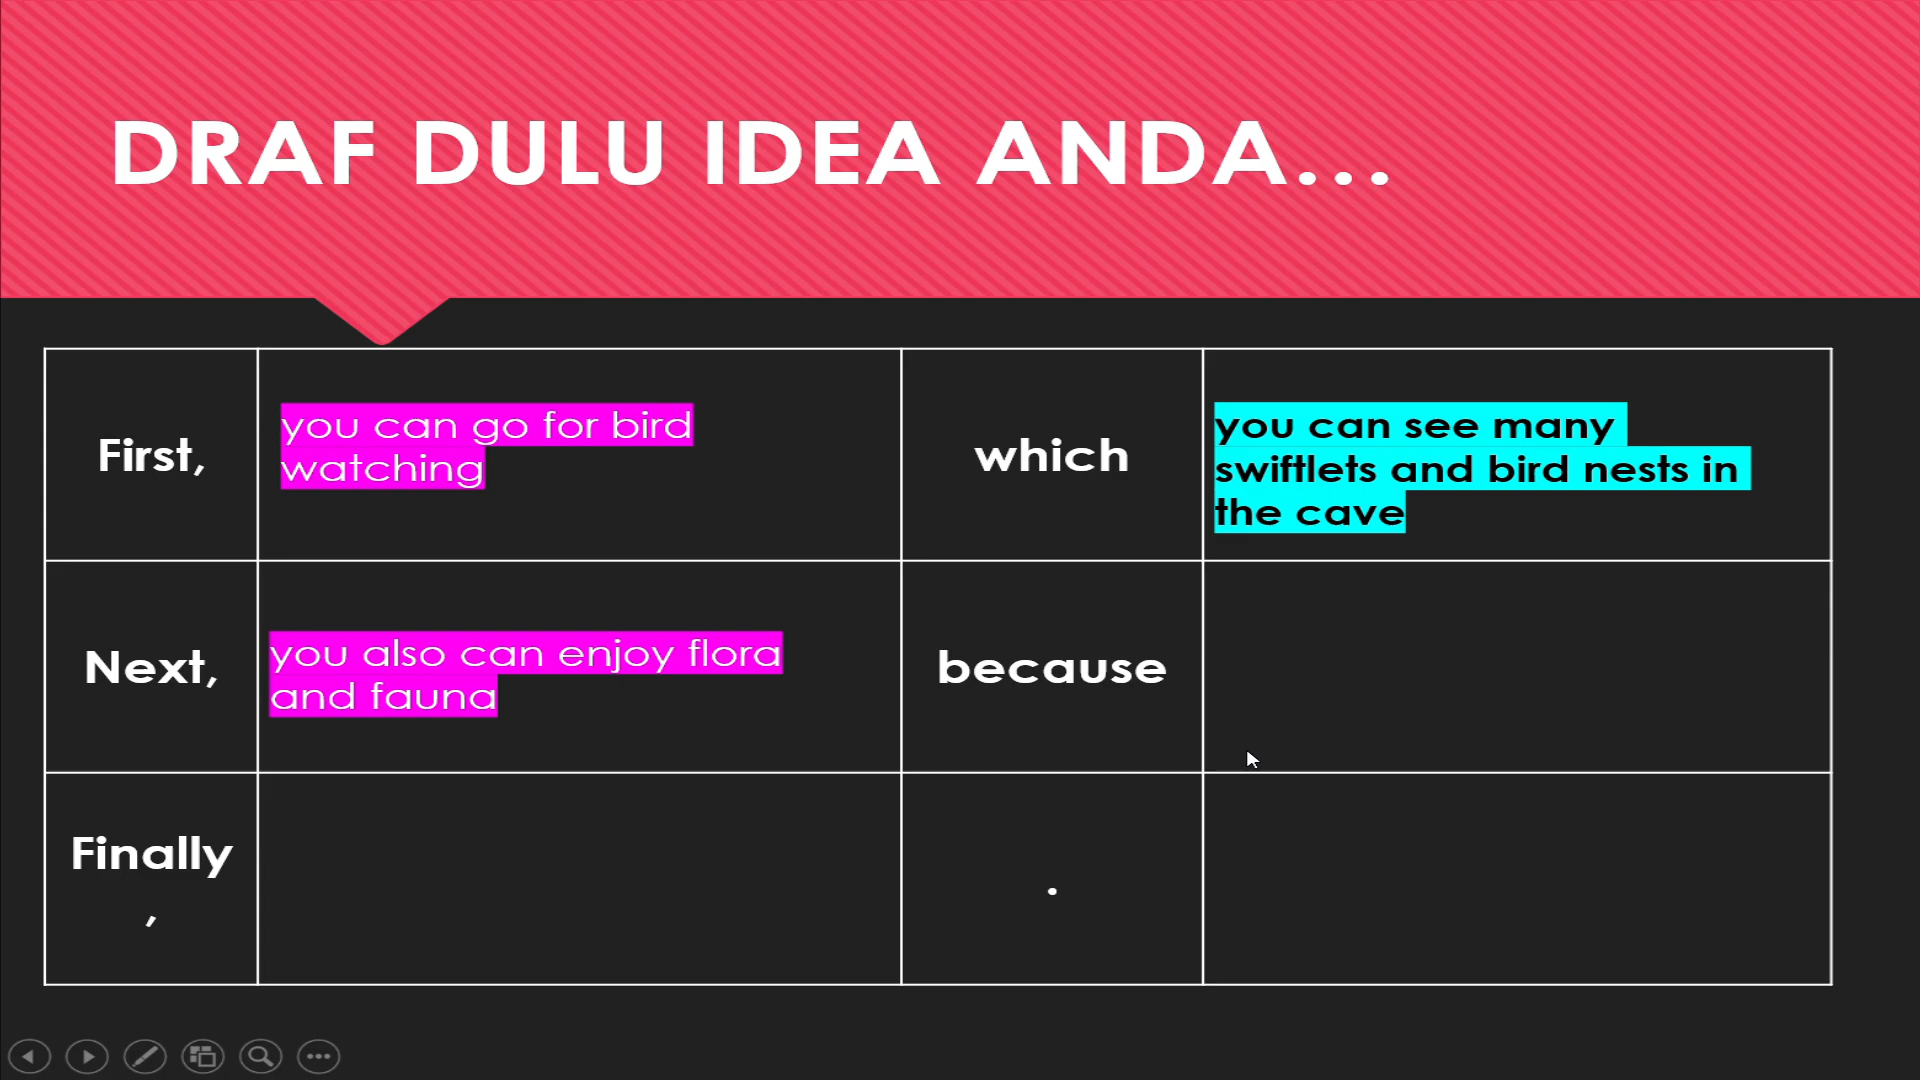 DRAF DULU IDEA ANDA...
First,
you can go for bird
watching
which
you can see many
swiftlets and bird nests in
the cave
Next,
you also can enjoy flora
and fauna
because
Finally
,
.